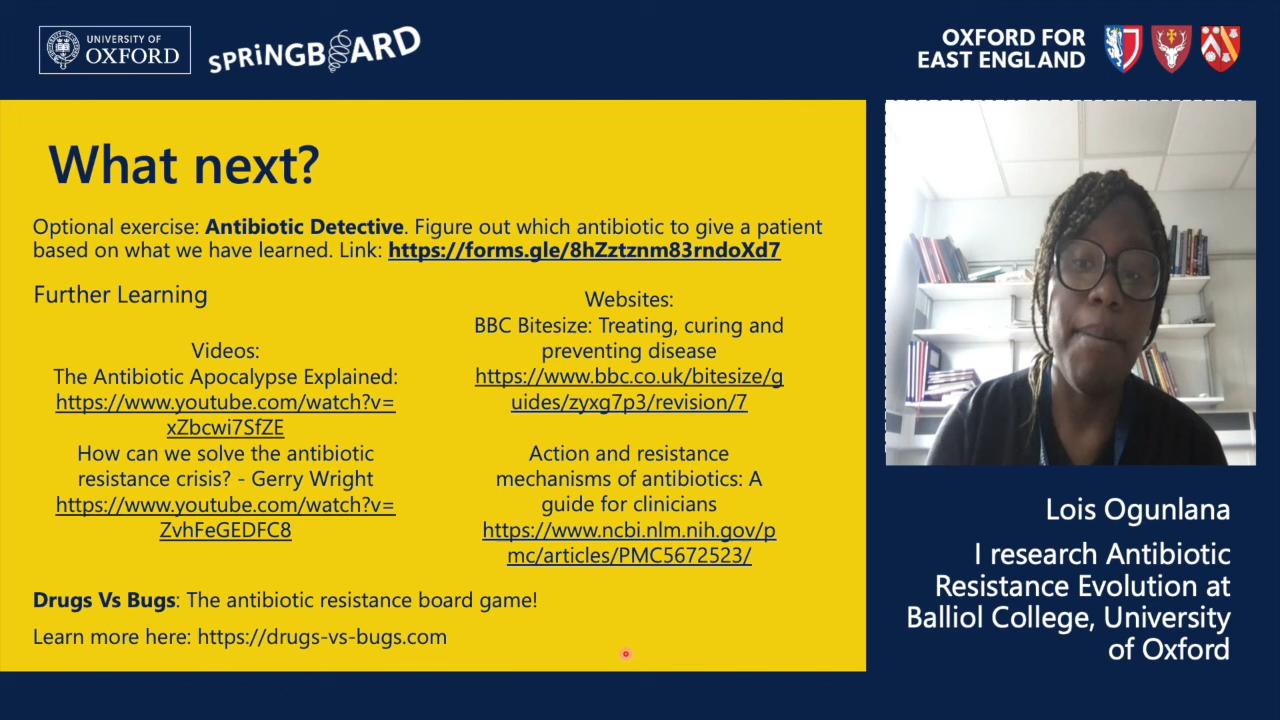 UNIVERSITY OF
OXFORD
SPRiNGBOARD
OXFORD FOR
EAST ENGLAND
What next?
Optional exercise: Antibiotic Detective. Figure out which antibiotic to give a patient
based on what we have learned. Link: https://forms.gle/8hZztznm83rndoXd7
Further Learning
Videos:
The Antibiotic Apocalypse Explained:
https://www.youtube.com/watch?v=
xZbcwi7SfZE
How can we solve the antibiotic
resistance crisis? - Gerry Wright
https://www.youtube.com/watch?v=
ZvhFeGEDFC8
Websites:
BBC Bitesize: Treating, curing and
preventing disease
https://www.bbc.co.uk/bitesize/g
uides/zyxg7p3/revision/7
Action and resistance
mechanisms of antibiotics: A
guide for clinicians
https://www.ncbi.nlm.nih.gov/p
mc/articles/PMC5672523/
Drugs Vs Bugs: The antibiotic resistance board game!
Learn more here: https://drugs-vs-bugs.com
Lois Ogunlana
I research Antibiotic
Resistance Evolution at
Balliol College, University
of Oxford